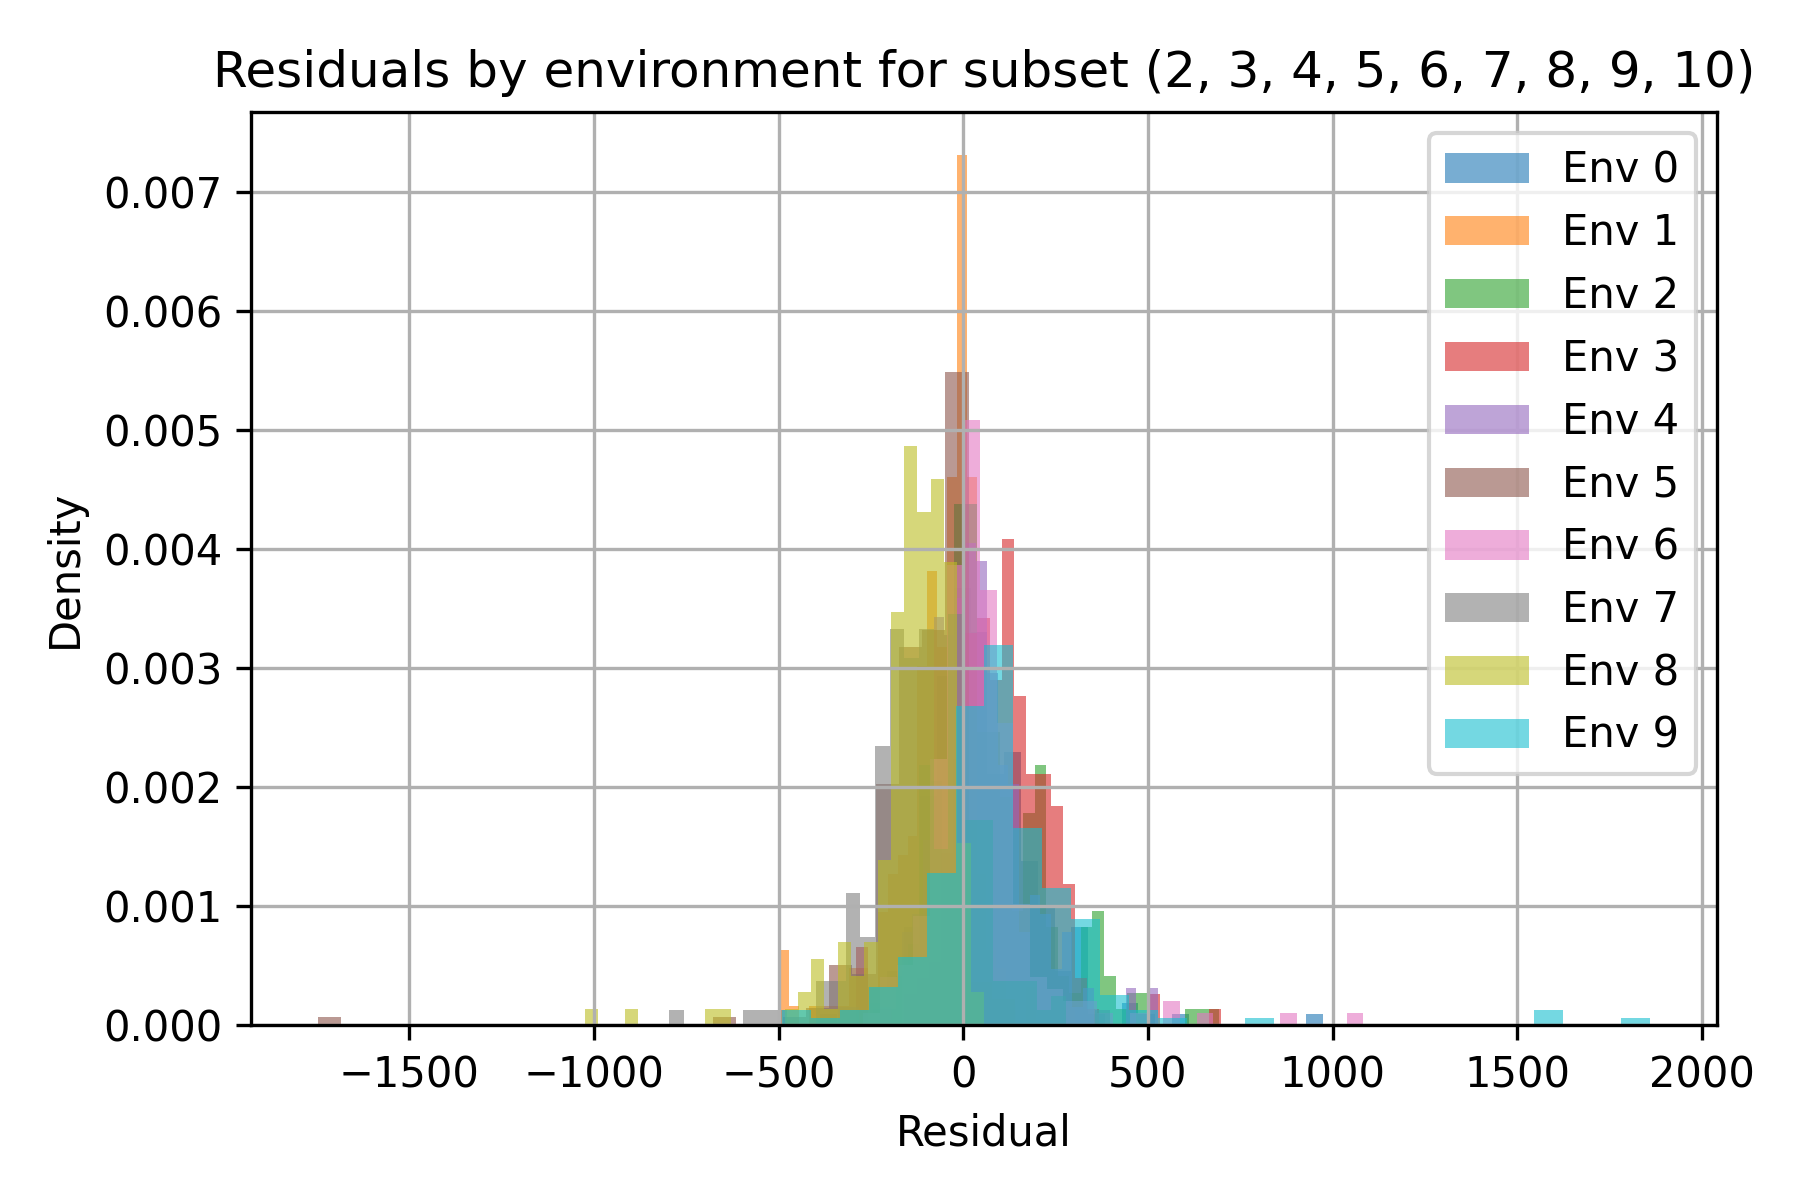 Residuals by environment for subset (2, 3, 4, 5, 6, 7, 8, 9, 10)
Density
0.007
0.006
0.005
0.004
0.003
0.002
0.001
0.000
−1500 −1000 −500 0 500 1000 1500 2000
Residual
Env 0
Env 1
Env 2
Env 3
Env 4
Env 5
Env 6
Env 7
Env 8
Env 9